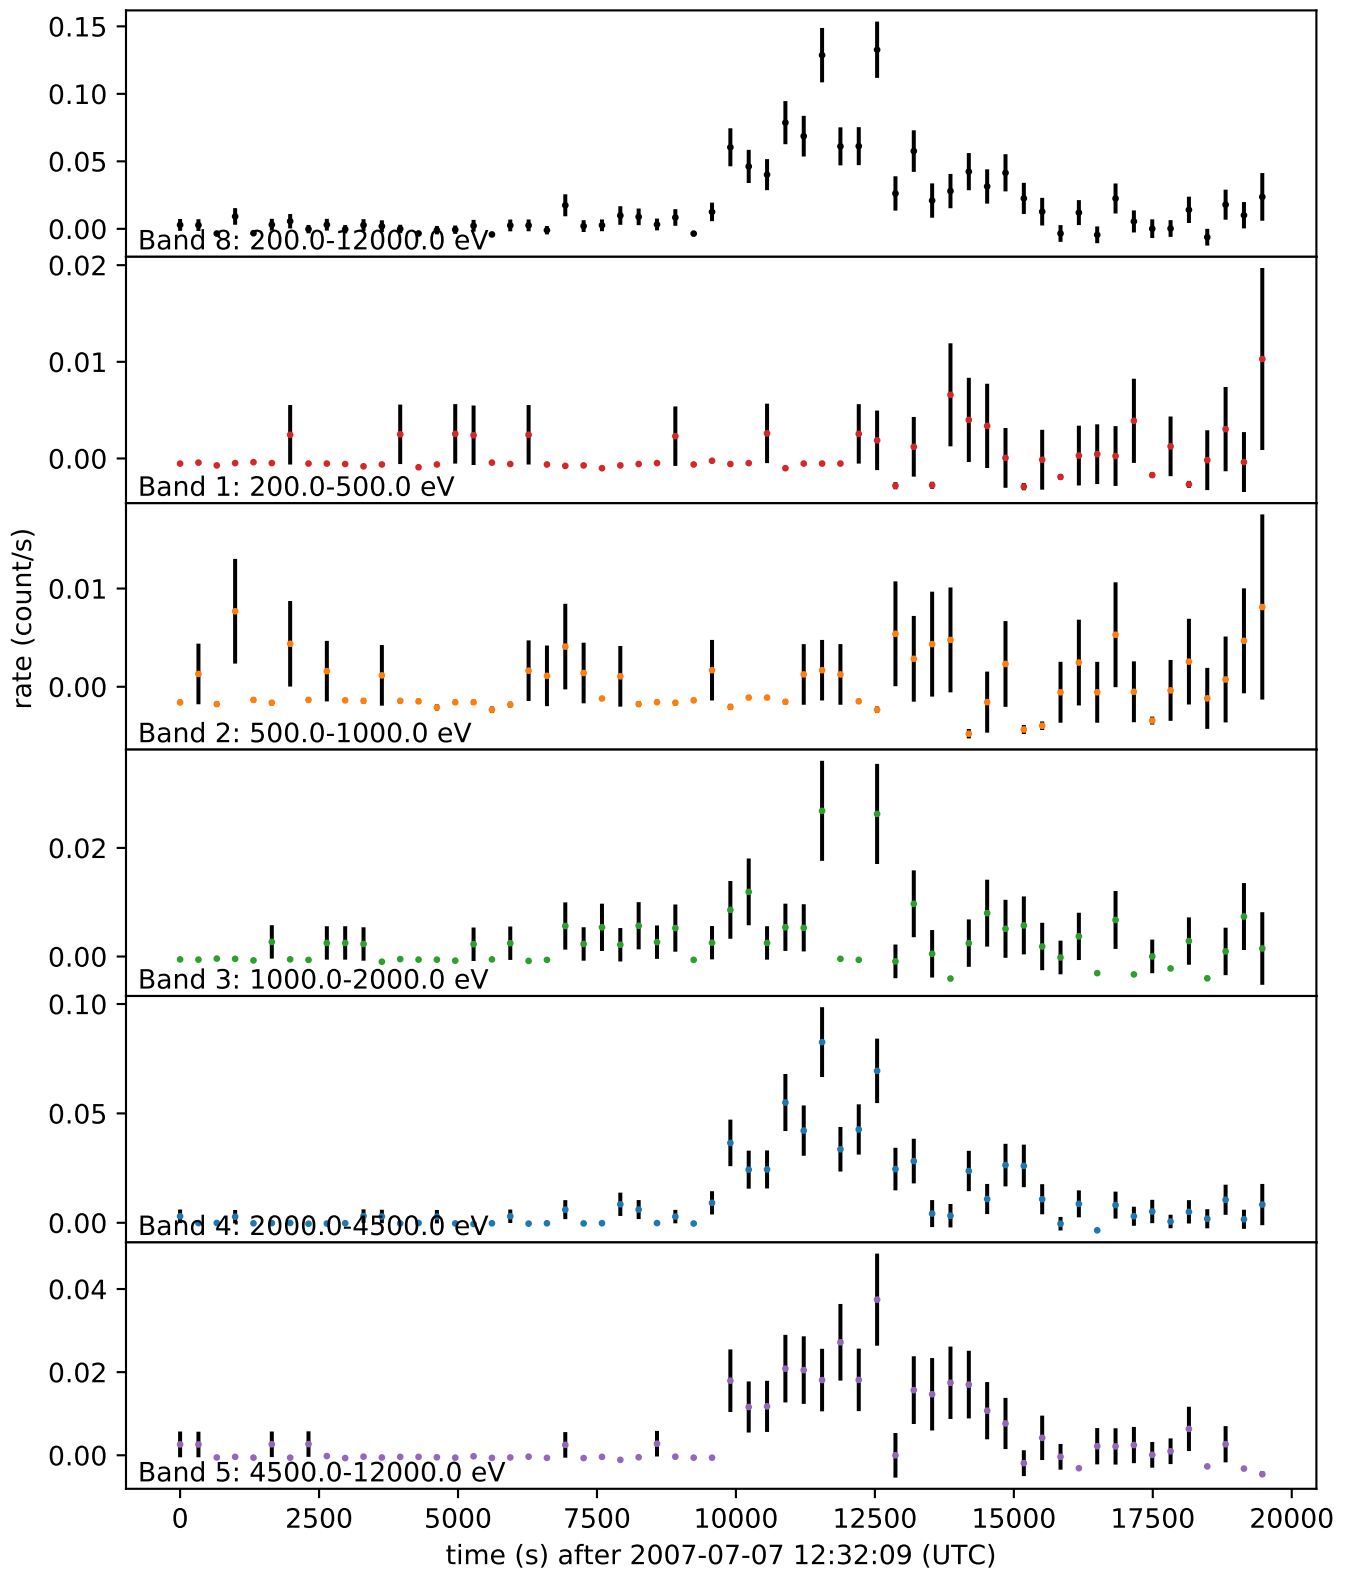 0.15
0.10
0.05
0.00
Band 8: 200.0-12000.0 eV
0.02
0.01
0.00
Band 1: 200.0-500.0 eV
0.01
0.00
Band 2: 500.0-1000.0 eV
rate (count/s)
0.02
0.00
Band 3: 1000.0-2000.0 eV
0.10
0.05
0.00
Band 4: 2000.0-4500.0 eV
0.04
0.02
0.00
Band 5: 4500.0-12000.0 eV
0 2500 5000 7500 10000 12500 15000 17500 20000
time (s) after 2007-07-07 12:32:09 (UTC)